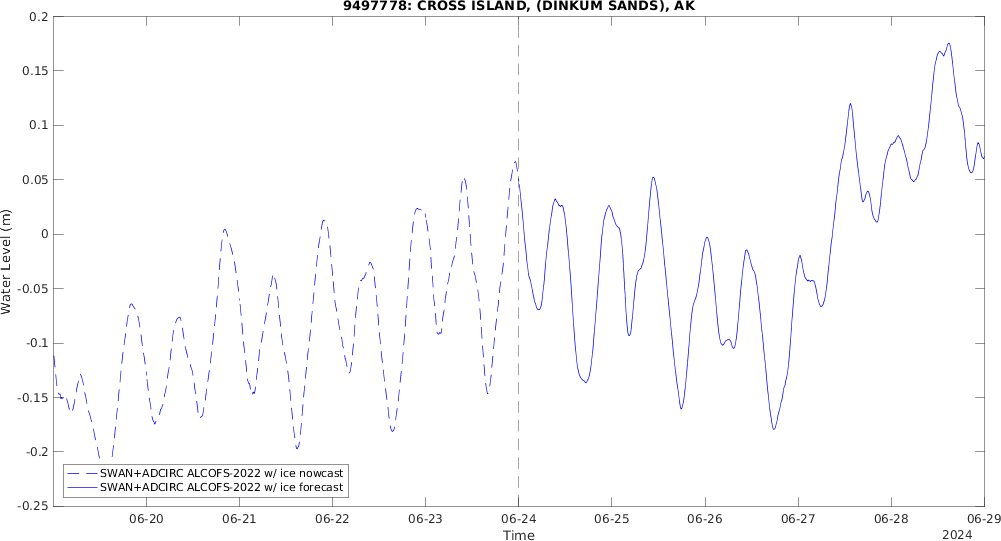 9497778: CROSS ISLAND, (DINKUM SANDS), AK
Water Level (m)
0.2
0.15
0.1
0.05
0
-0.05
-0.1
-0.15
-0.2
-0.25
SWAN+ADCIRC ALCOFS-2022 w/ ice nowcast
SWAN+ADCIRC ALCOFS-2022 w/ ice forecast
06-20 06-21 06-22 06-23 06-24 06-25 06-26 06-27 06-28 06-29
Time
2024